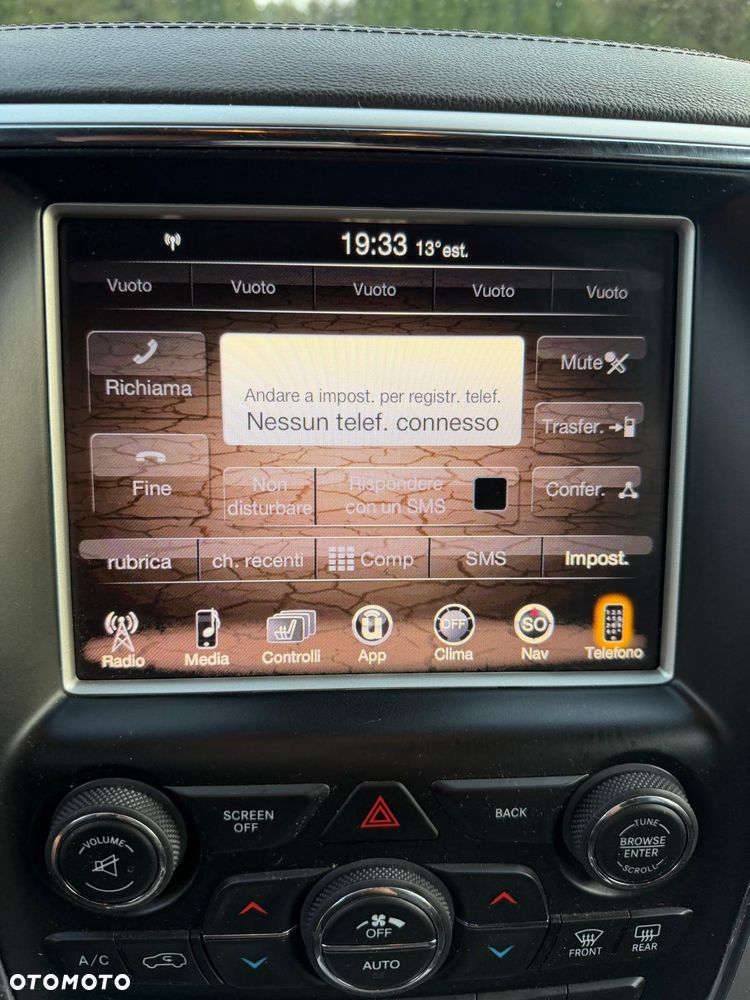 19:33 13°est.
Vuoto Vuoto Vuoto Vuoto Vuoto
Richiama
Andare a impost. per registr. telef.
Nessun telef. connesso
Mute
Trasfer.
Fine
Non disturbare
Rispondere con un SMS
Confer.
rubrica ch. recenti Comp SMS Impost.
OFF SO
Radio Media Controlli App Clima Nav Telefono
SCREEN
OFF
BACK
VOLUME
TUNE
BROWSE
ENTER
SCROLL
OFF
AUTO
A/C
FRONT
REAR
OTOMOTO